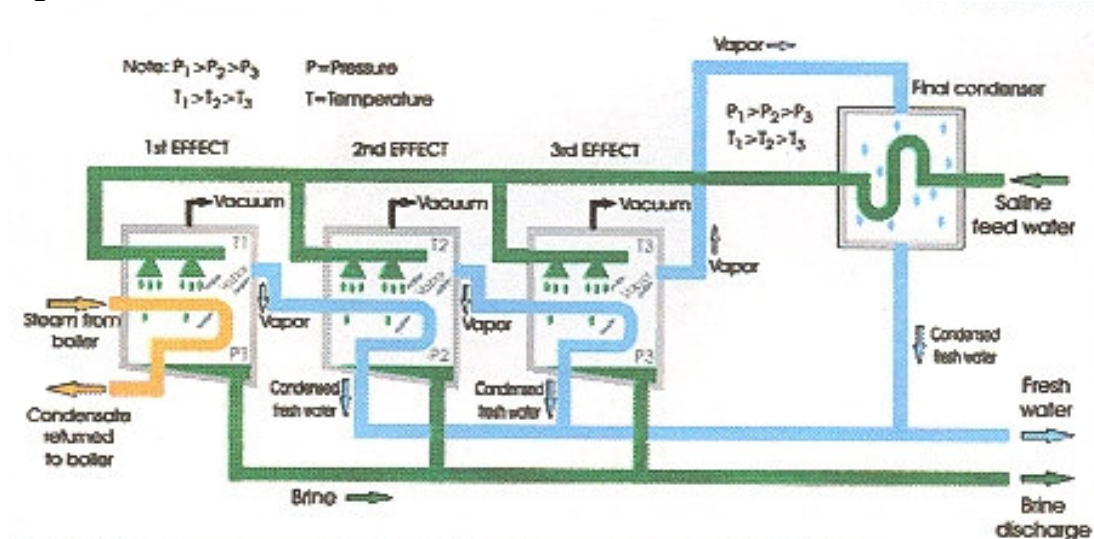 Vapor
Note: P1>P2>P3
P=Pressure
T1>T2>T3
T=Temperature
Final condenser
P1>P2>P3
T1>T2>T3
1st EFFECT
2nd EFFECT
3rd EFFECT
Vacuum
Vacuum
Vacuum
Saline
feed water
T1
T2
T3
Vapor
Vapor
Vapor
Vapor
Steam from
boiler
Vapor
Vapor
P1
P2
P3
Condensed
fresh water
Condensed
fresh water
Condensed
fresh water
Condensate
returned
to boiler
Fresh
water
Brine
Brine
discharge